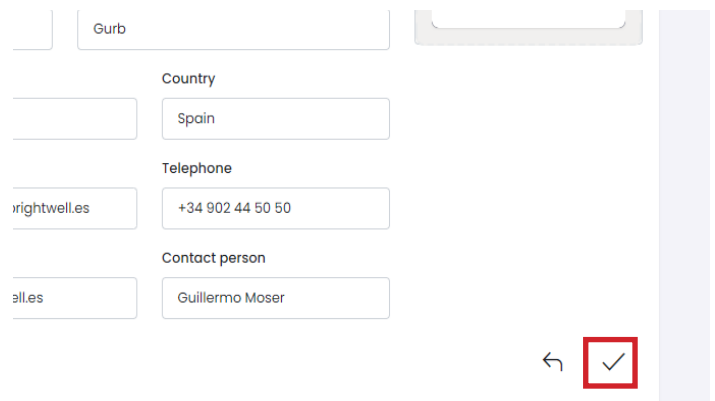 Gurb
Country
Spain
Telephone
rightwell.es
+34 902 44 50 50
Contact person
ell.es
Guillermo Moser